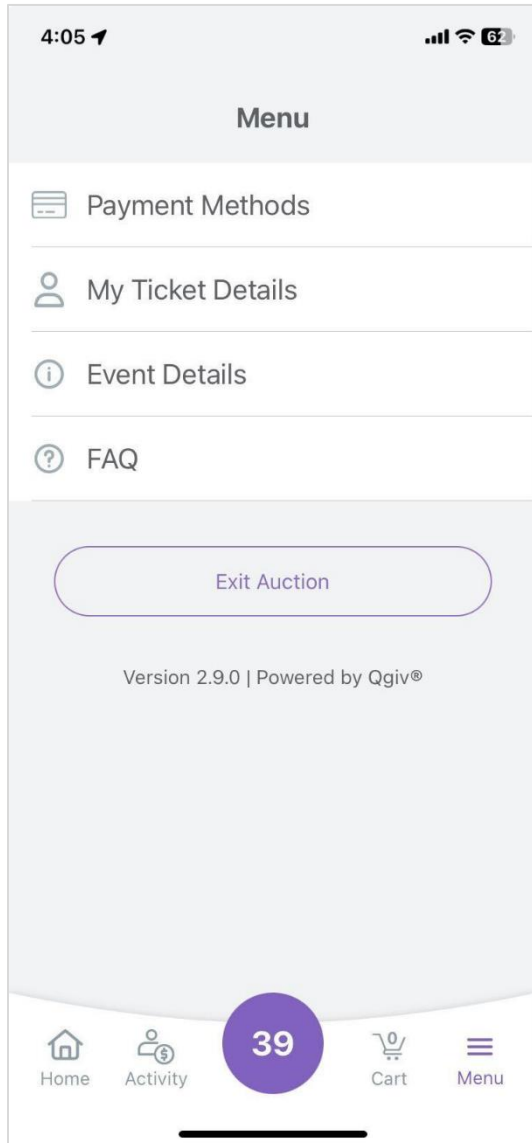 4:05
62
Menu
Payment Methods
My Ticket Details
Event Details
FAQ
Exit Auction
Version 2.9.0 | Powered by Qgiv®
39
0
Home Activity Cart Menu